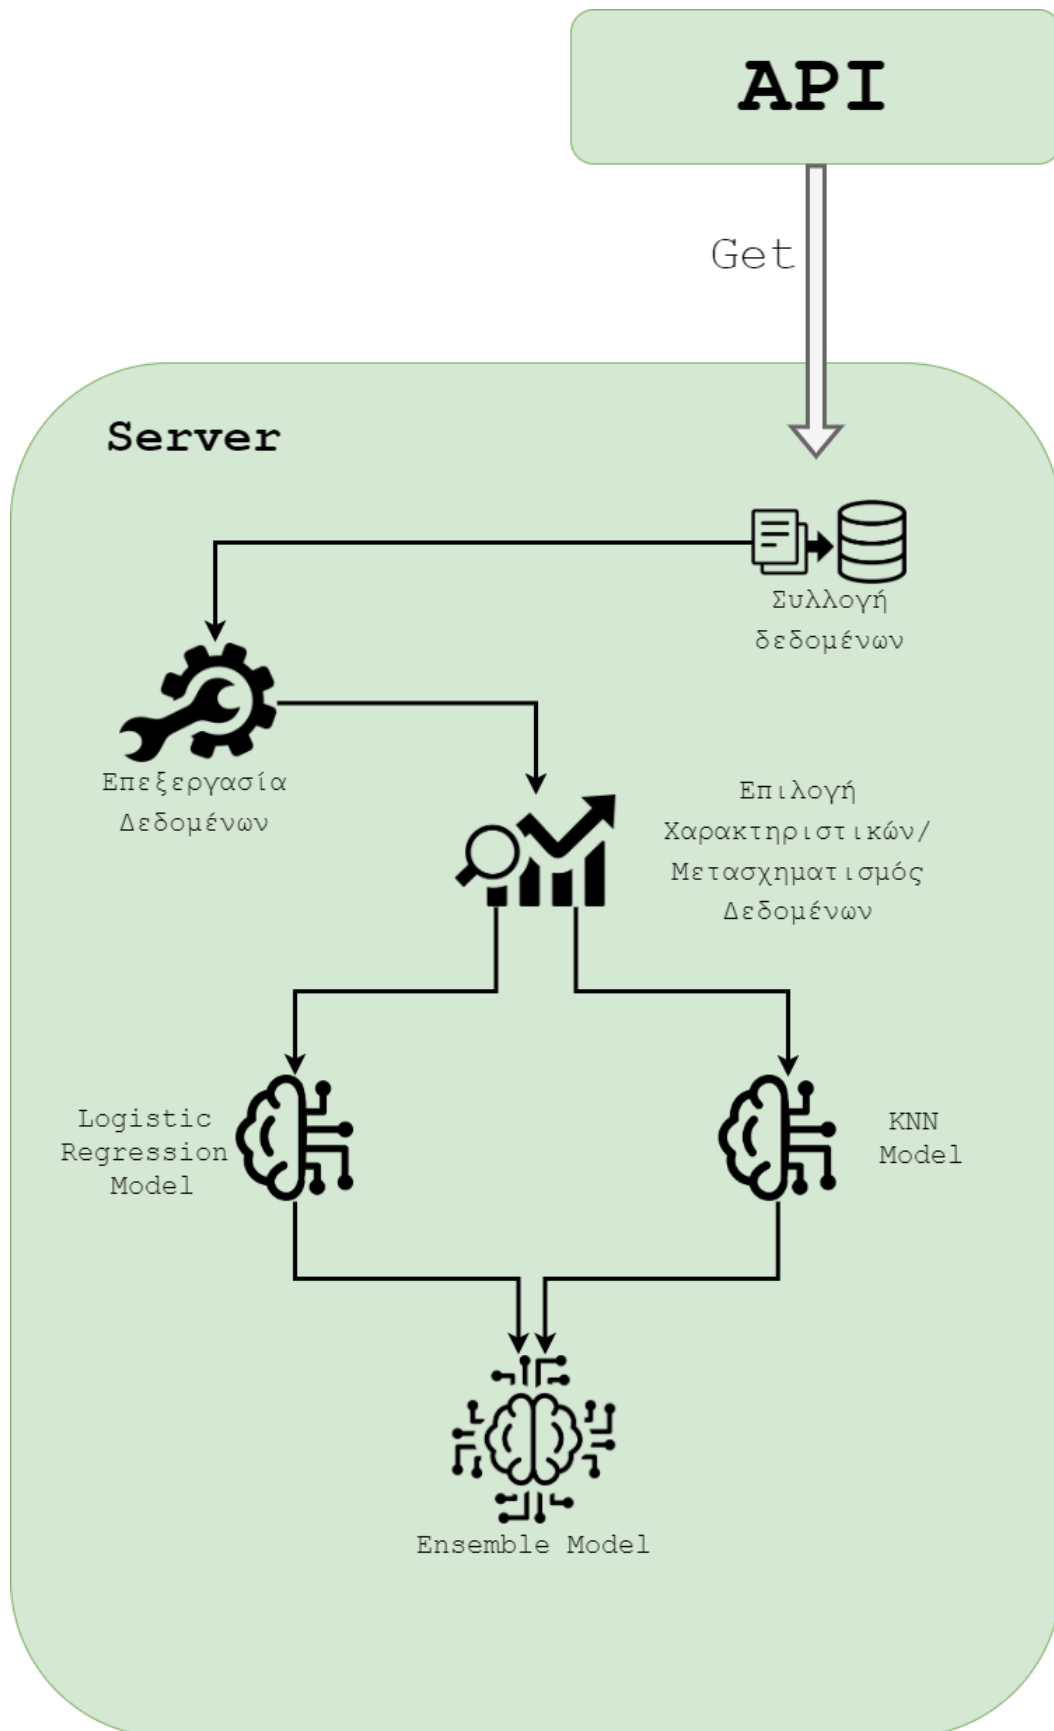 API
Get
Server
Συλλογή
δεδομένων
Επεξεργασία
Δεδομένων
Επιλογή
Χαρακτηριστικών/
Μετασχηματισμός
Δεδομένων
Logistic
Regression
Model
KNN
Model
Ensemble Model